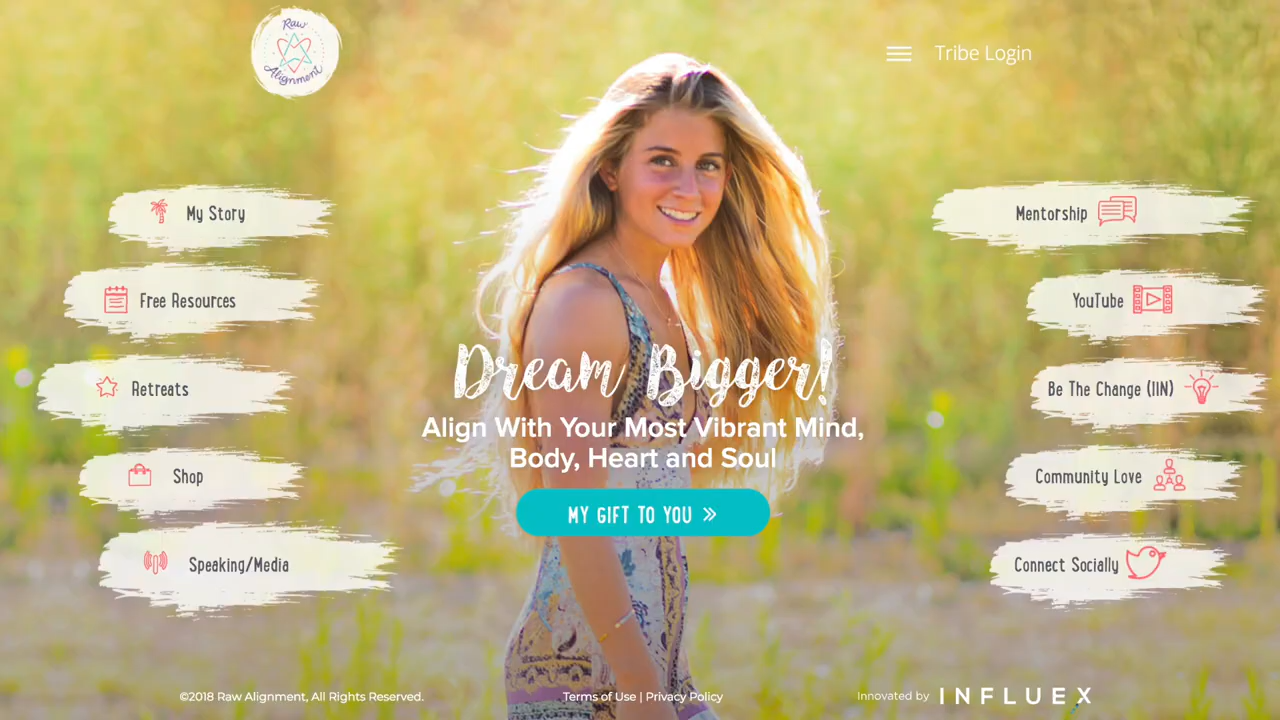 Raw
Alignment
Tribe Login
My Story
Free Resources
Retreats
Shop
Speaking/Media
Mentorship
YouTube
Be The Change (IIN)
Community Love
Connect Socially
Dream Bigger!
Align With Your Most Vibrant Mind,
Body, Heart and Soul
MY GIFT TO YOU »
©2018 Raw Alignment, All Rights Reserved.
Terms of Use | Privacy Policy
Innovated by INFLUEX